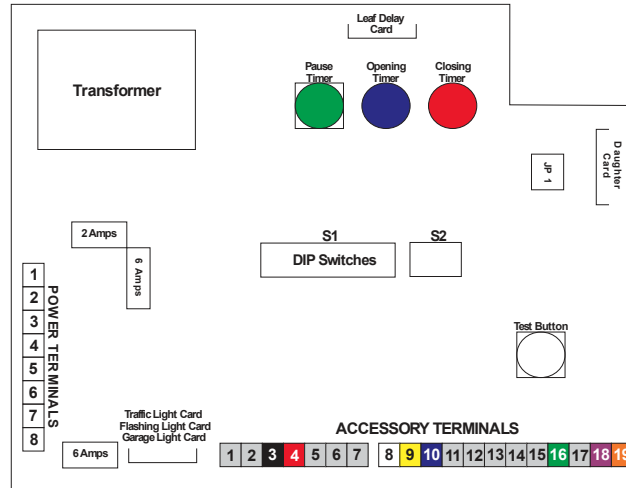 Leaf Delay
Card
Transformer
Pause
Timer
Opening
Timer
Closing
Timer
JP 1
Daughter
Card
2 Amps
6 Amps
S1
S2
DIP Switches
1
2
3
4
5
6
7
8
POWER TERMINALS
Test Button
Traffic Light Card
Flashing Light Card
Garage Light Card
6 Amps
ACCESSORY TERMINALS
1 2 3 4 5 6 7 8 9 10 11 12 13 14 15 16 17 18 19